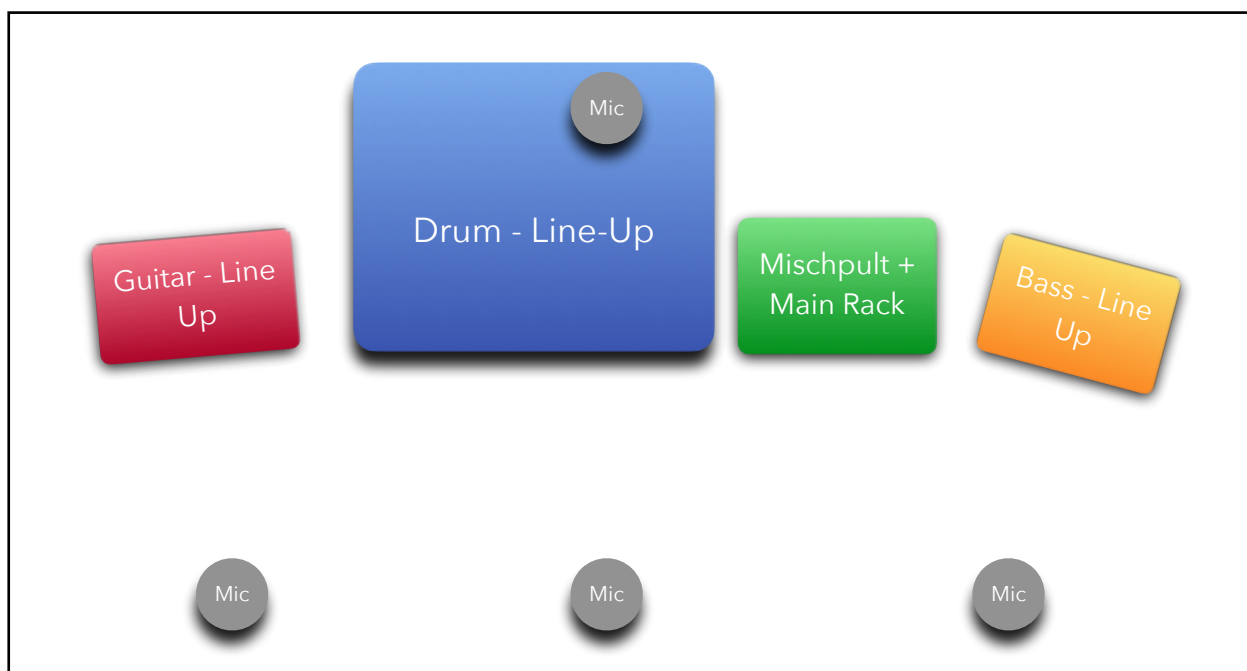 Mic
Drum - Line-Up
Guitar - Line
Up
Mischpult +
Main Rack
Bass - Line
Up
Mic
Mic
Mic